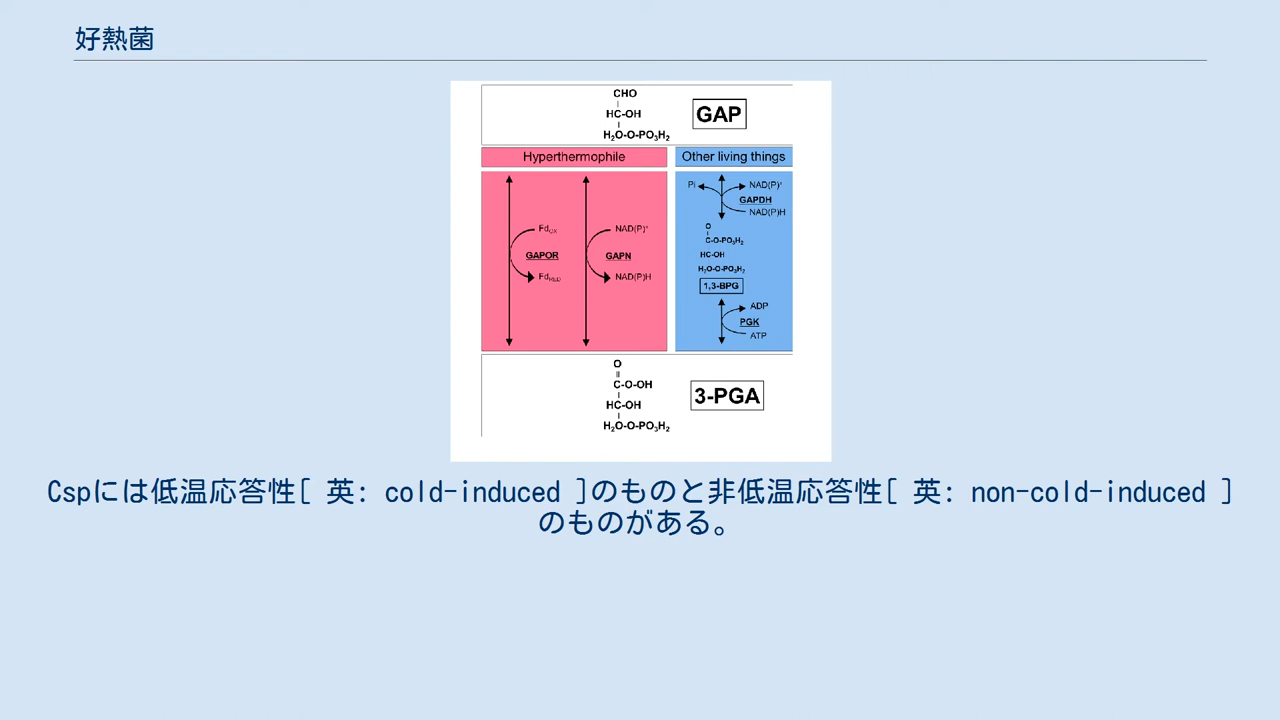 好熱菌
CHO
HC-OH
H₂O-O-PO₃H₂
GAP
Hyperthermophile
Other living things
Pi
NAD(P)⁺
GAPDH
NAD(P)H
Fd_OX
GAPOR
Fd_RED
NAD(P)⁺
GAPN
NAD(P)H
O
C-O-PO₃H₂
HC-OH
H₂O-O-PO₃H₂
1,3-BPG
ADP
PGK
ATP
O
C-O-OH
HC-OH
H₂O-O-PO₃H₂
3-PGA
Cspには低温応答性[ 英: cold-induced ]のものと非低温応答性[ 英: non-cold-induced ]
のものがある。